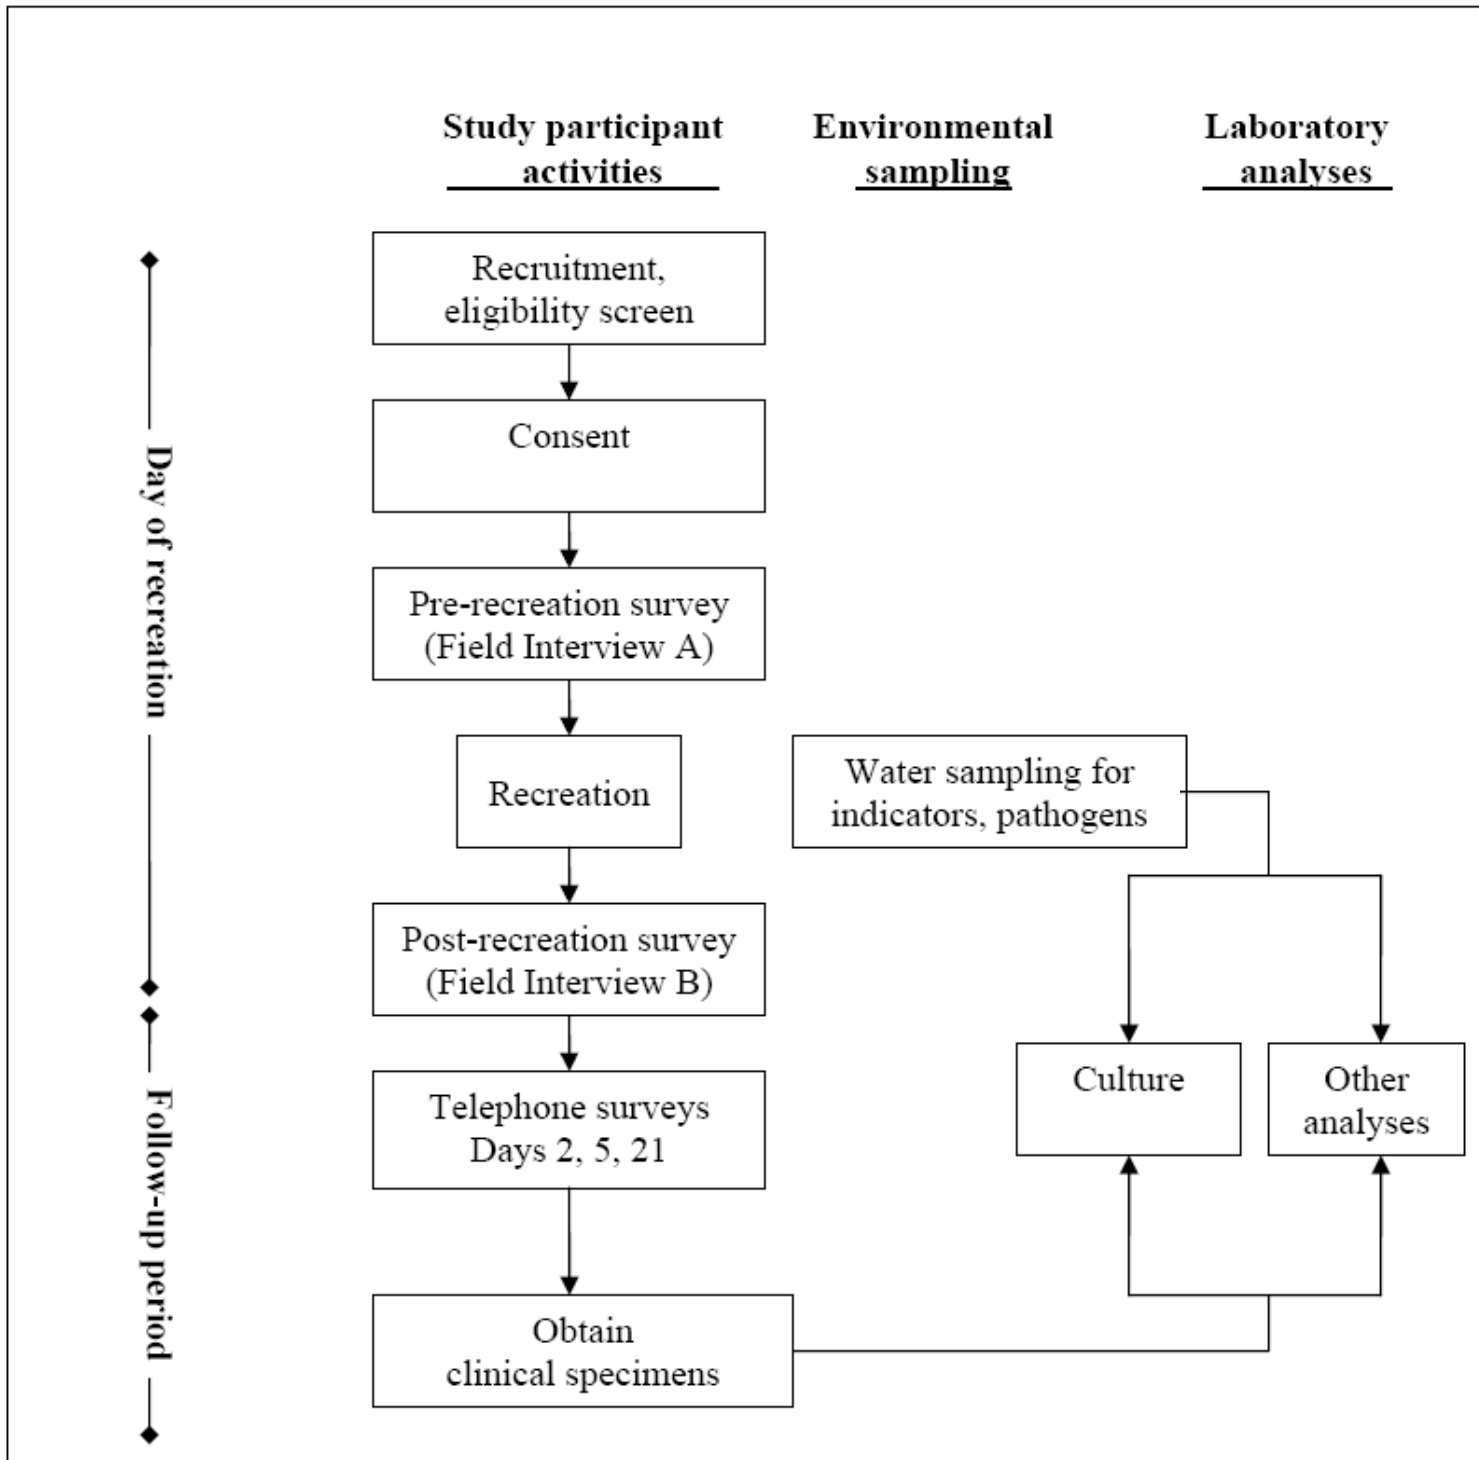 Study participant
activities
Environmental
sampling
Laboratory
analyses
Day of recreation
Follow-up period
Recruitment,
eligibility screen
Consent
Pre-recreation survey
(Field Interview A)
Recreation
Water sampling for
indicators, pathogens
Post-recreation survey
(Field Interview B)
Telephone surveys
Days 2, 5, 21
Culture
Other
analyses
Obtain
clinical specimens